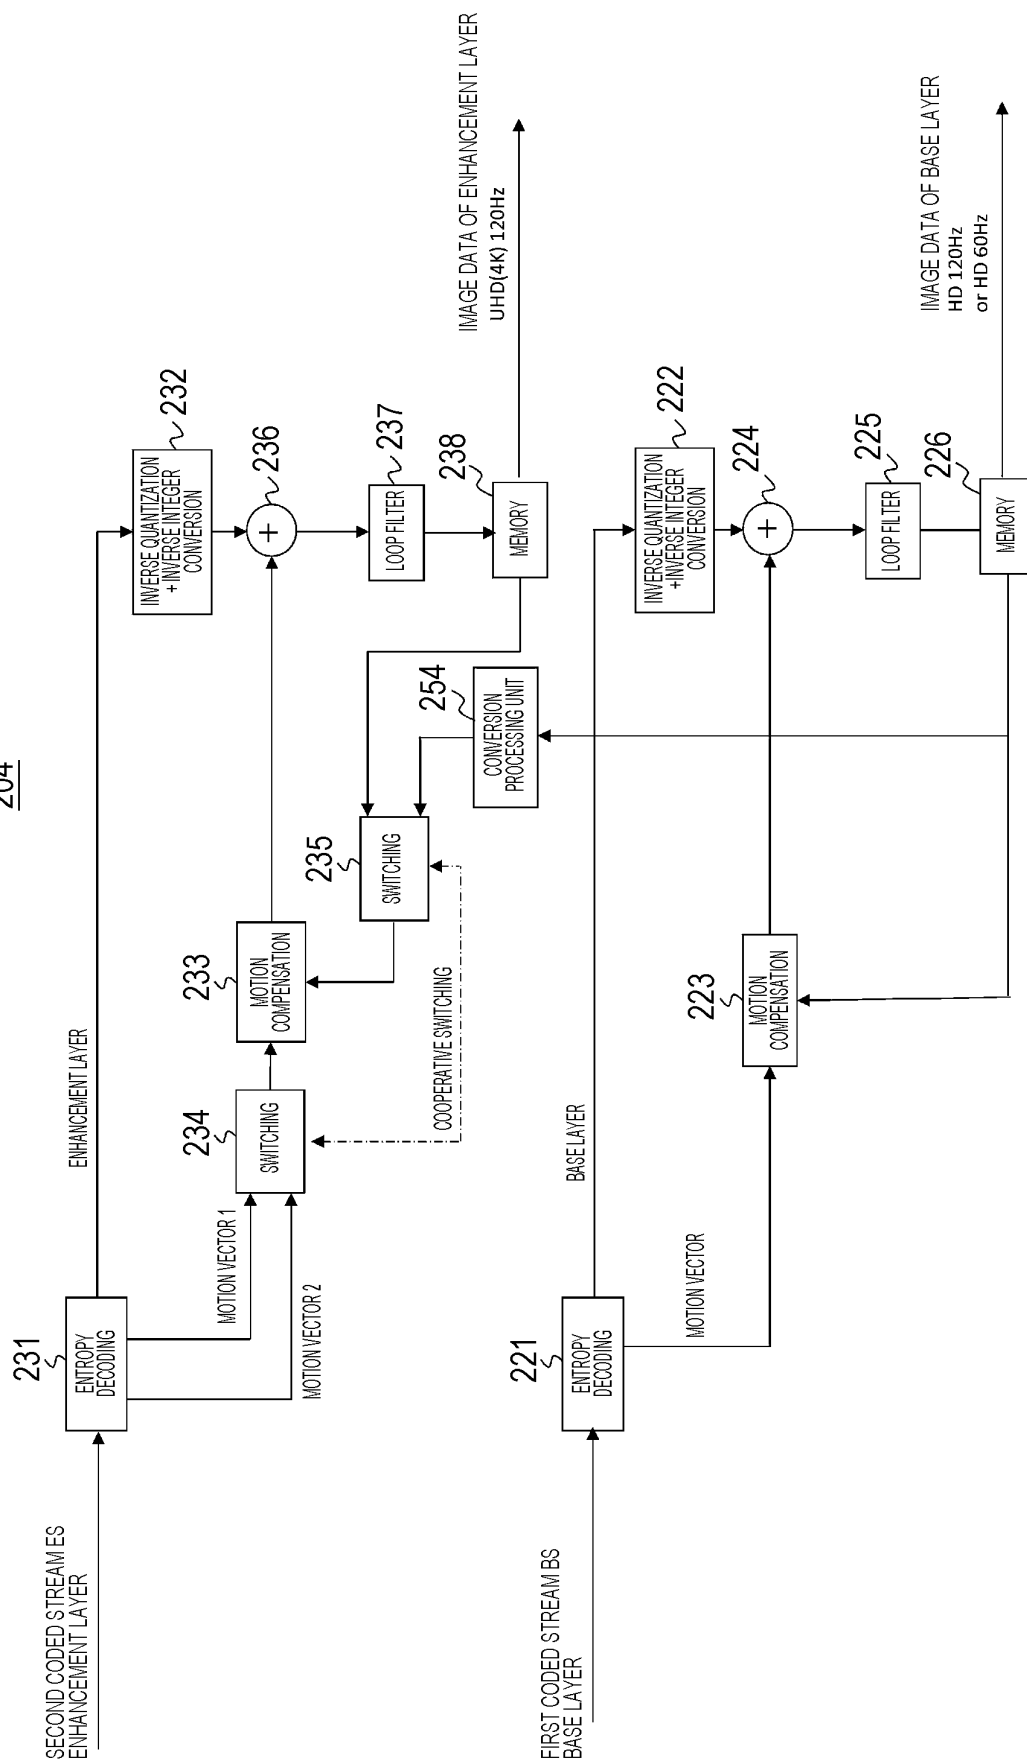 204
SECOND CODED STREAM ES
ENHANCEMENT LAYER
231
ENTROPY
DECODING
ENHANCEMENT LAYER
MOTION VECTOR 1
MOTION VECTOR 2
234
SWITCHING
COOPERATIVE SWITCHING
233
MOTION
COMPENSATION
235
SWITCHING
254
CONVERSION
PROCESSING UNIT
INVERSE QUANTIZATION
+INVERSE INTEGER
CONVERSION
232
+
236
LOOP FILTER
237
MEMORY
238
IMAGE DATA OF ENHANCEMENT LAYER
UHD(4K) 120Hz
FIRST CODED STREAM BS
BASE LAYER
221
ENTROPY
DECODING
BASE LAYER
MOTION VECTOR
223
MOTION
COMPENSATION
INVERSE QUANTIZATION
+INVERSE INTEGER
CONVERSION
222
+
224
LOOP FILTER
225
MEMORY
226
IMAGE DATA OF BASE LAYER
HD 120Hz
or HD 60Hz